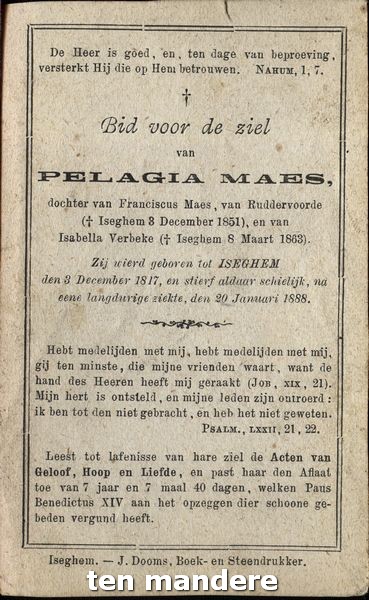 De Heer is goed, en, ten dage van beproeving,
versterkt Hij die op Hem betrouwen. NAHUM, 1, 7.
†
Bid voor de ziel
van
PELAGIA MAES,
dochter van Franciscus Maes, van Ruddervoorde
(† Iseghem 3 December 1851), en van
Isabella Verbeke († Iseghem 8 Maart 1863).
Zij wierd geboren tot ISEGHEM
den 3 December 1817, en stierf aldaar schielijk, na
eene langdurige ziekte, den 20 Januari 1888.
Hebt medelijden met mij, hebt medelijden met mij,
gij ten minste, die mijne vrienden waart, want de
hand des Heeren heeft mij geraakt (JOB, XIX, 21).
Mijn hert is ontsteld, en mijne leden zijn ontroerd:
ik ben tot den niet gebracht, en heb het niet geweten.
PSALM., LXXII, 21, 22.
Leest tot lafenisse van hare ziel de Acten van
Geloof, Hoop en Liefde, en past haar den Aflaat
toe van 7 jaar en 7 maal 40 dagen, welken Paus
Benedictus XIV aan het opzeggen dier schoone ge-
beden vergund heeft.
Iseghem. — J. Dooms, Boek- en Steendrukker.
ten mandere